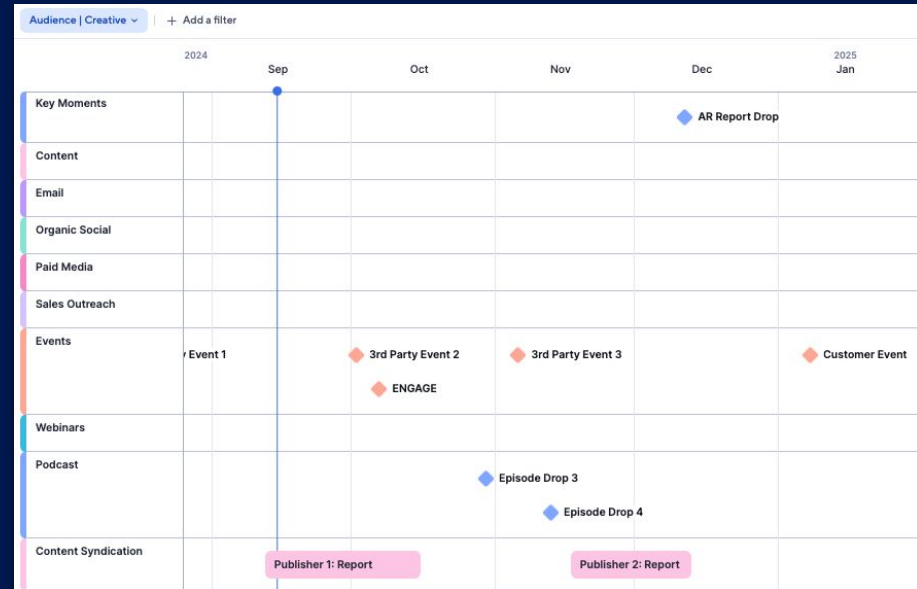 Audience | Creative
+ Add a filter
2024
2025
Sep
Oct
Nov
Dec
Jan
Key Moments
AR Report Drop
Content
Email
Organic Social
Paid Media
Sales Outreach
Events
Event 1
3rd Party Event 2
3rd Party Event 3
Customer Event
ENGAGE
Webinars
Podcast
Episode Drop 3
Episode Drop 4
Content Syndication
Publisher 1: Report
Publisher 2: Report